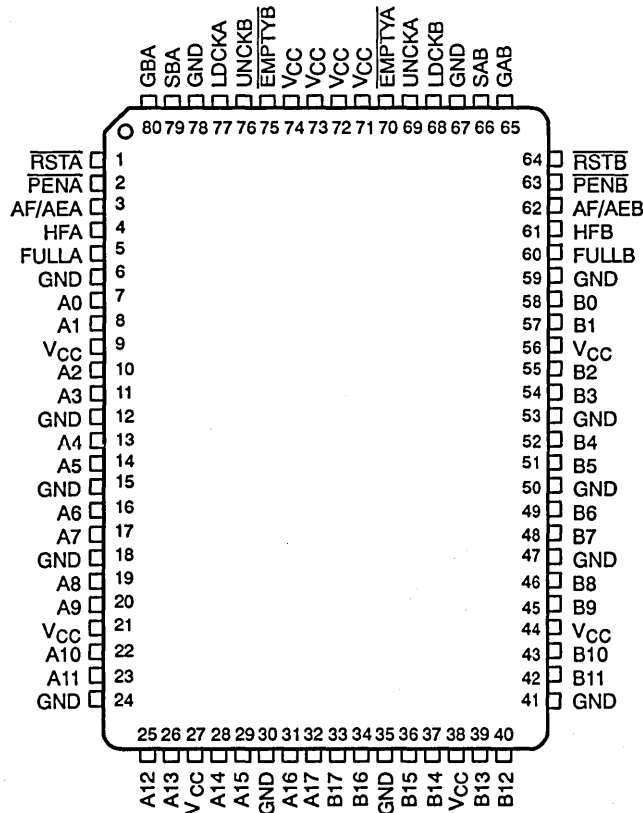 GBA SBA GND LDCKA UNCKB EMPTYB VCC VCC VCC VCC EMPTYA UNCKA LDCKB GND SAB GAB
80 79 78 77 76 75 74 73 72 71 70 69 68 67 66 65
RSTA 1 64 RSTB
PENA 2 63 PENB
AF/AEA 3 62 AF/AEB
HFA 4 61 HFB
FULLA 5 60 FULLB
GND 6 59 GND
A0 7 58 B0
A1 8 57 B1
VCC 9 56 VCC
A2 10 55 B2
A3 11 54 B3
GND 12 53 GND
A4 13 52 B4
A5 14 51 B5
GND 15 50 GND
A6 16 49 B6
A7 17 48 B7
GND 18 47 GND
A8 19 46 B8
A9 20 45 B9
VCC 21 44 VCC
A10 22 43 B10
A11 23 42 B11
GND 24 41 GND
25 26 27 28 29 30 31 32 33 34 35 36 37 38 39 40
A12 A13 VCC A14 A15 GND A16 A17 B17 B16 GND B15 B14 VCC B13 B12